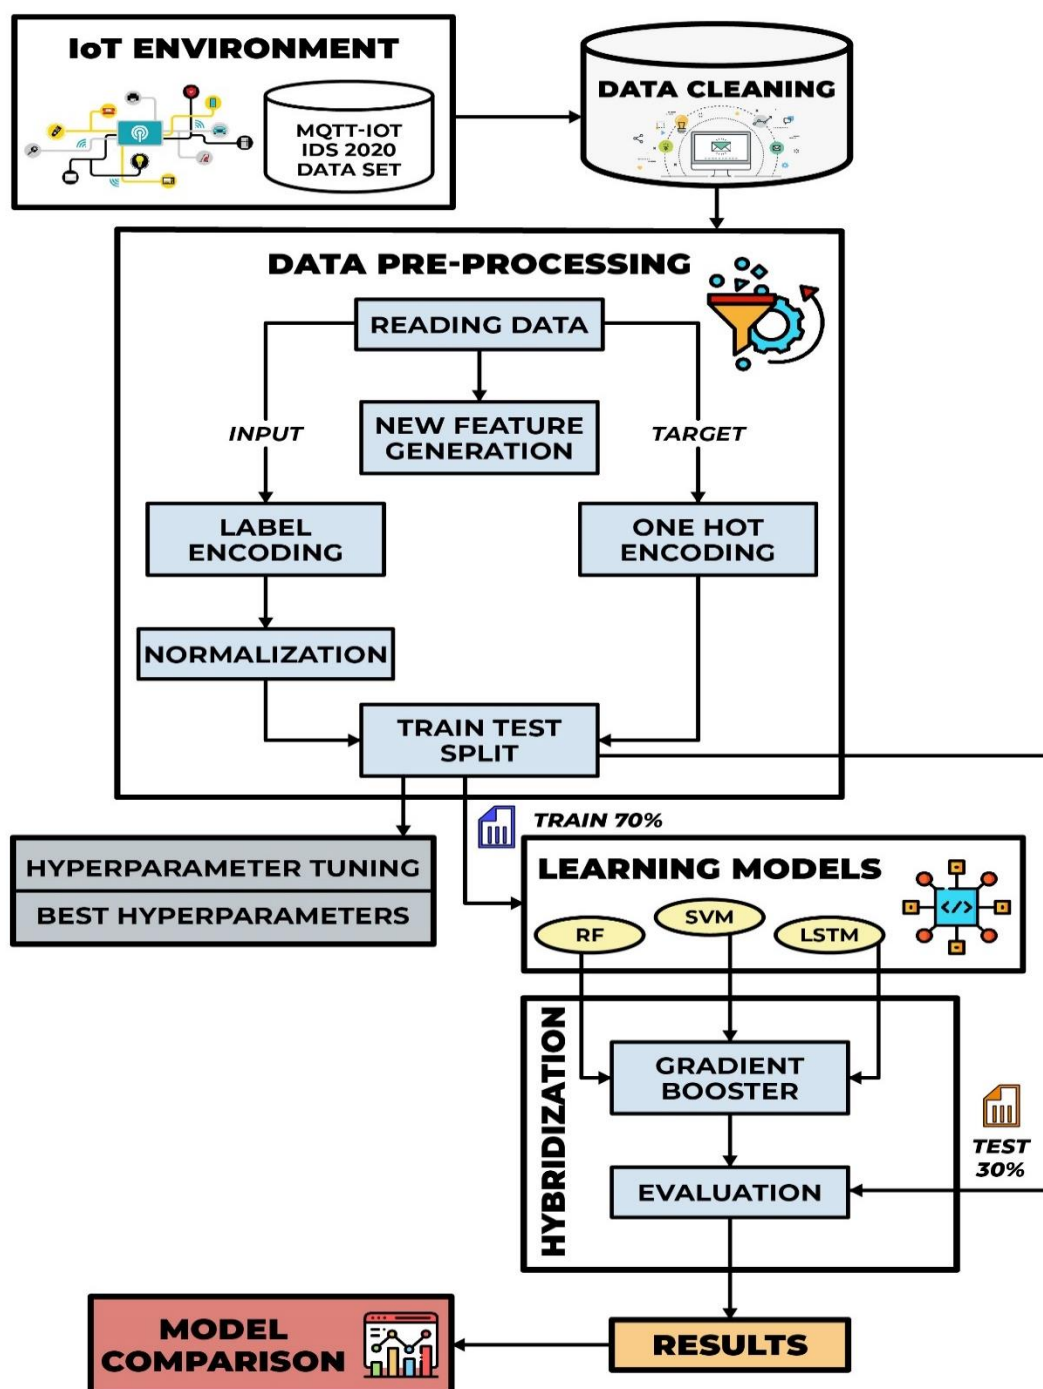 IoT ENVIRONMENT
MQTT-IOT
IDS 2020
DATA SET
DATA CLEANING
DATA PRE-PROCESSING
READING DATA
NEW FEATURE
GENERATION
INPUT
TARGET
LABEL
ENCODING
ONE HOT
ENCODING
NORMALIZATION
TRAIN TEST
SPLIT
TRAIN 70%
HYPERPARAMETER TUNING
BEST HYPERPARAMETERS
LEARNING MODELS
RF
SVM
LSTM
</>
HYBRIDIZATION
GRADIENT
BOOSTER
TEST
30%
EVALUATION
RESULTS
MODEL
COMPARISON